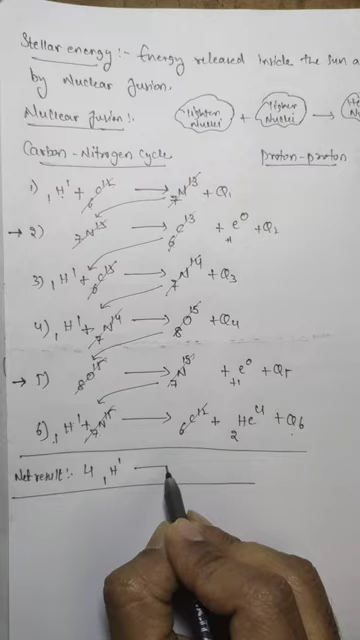 Stellar energy :- Energy released inside the sun a
by Nuclear fusion.
Nuclear fusion :- Lighter Nuclei + Lighter Nuclei → He
Carbon-Nitrogen cycle
proton-proton
1) ₁H¹ + ₆C¹² → ₇N¹³ + Q₁
→ 2) ₇N¹³ → ₆C¹³ + ₊₁e⁰ + Q₂
3) ₁H¹ + ₆C¹³ → ₇N¹⁴ + Q₃
4) ₁H¹ + ₇N¹⁴ → ₈O¹⁵ + Q₄
→ 5) ₈O¹⁵ → ₇N¹⁵ + ₊₁e⁰ + Q₅
6) ₁H¹ + ₇N¹⁵ → ₆C¹² + ₂He⁴ + Q₆
Net result :- 4 ₁H¹ —